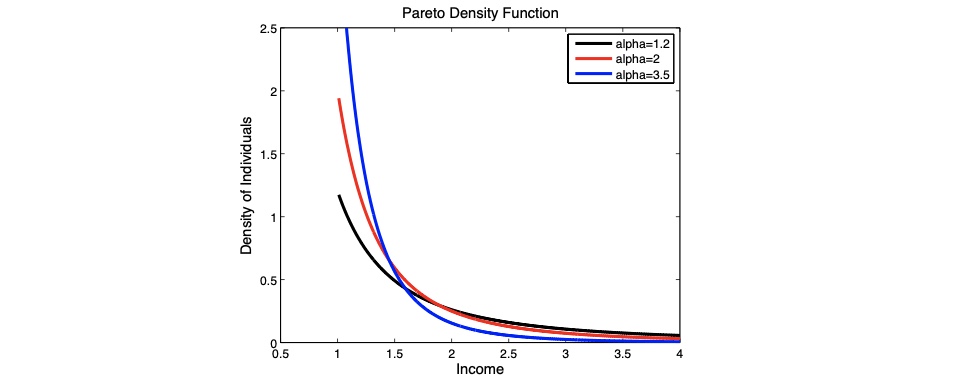 Pareto Density Function
2.5
2
1.5
1
0.5
0
Density of Individuals
alpha=1.2
alpha=2
alpha=3.5
0.5 1 1.5 2 2.5 3 3.5 4
Income